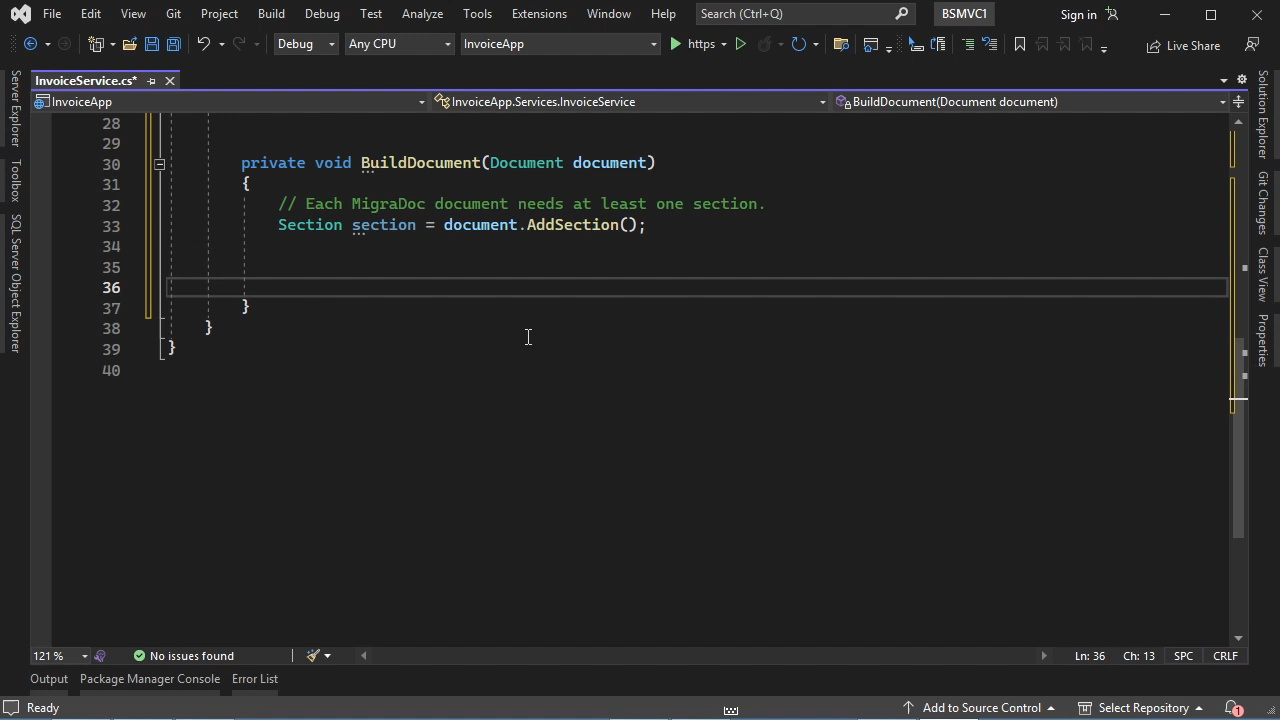 File Edit View Git Project Build Debug Test Analyze Tools Extensions Window Help Search (Ctrl+Q) BSMVC1 Sign in
Debug Any CPU InvoiceApp https Live Share
InvoiceService.cs*
InvoiceApp InvoiceApp.Services.InvoiceService BuildDocument(Document document)
Server Explorer
Toolbox
SQL Server Object Explorer
28
29
30 private void BuildDocument(Document document)
31 {
32 // Each MigraDoc document needs at least one section.
33 Section section = document.AddSection();
34
35
36
37 }
38 }
39 }
40
Solution Explorer
Git Changes
Class View
Properties
121 % No issues found Ln: 36 Ch: 13 SPC CRLF
Output Package Manager Console Error List
Ready Add to Source Control Select Repository 1